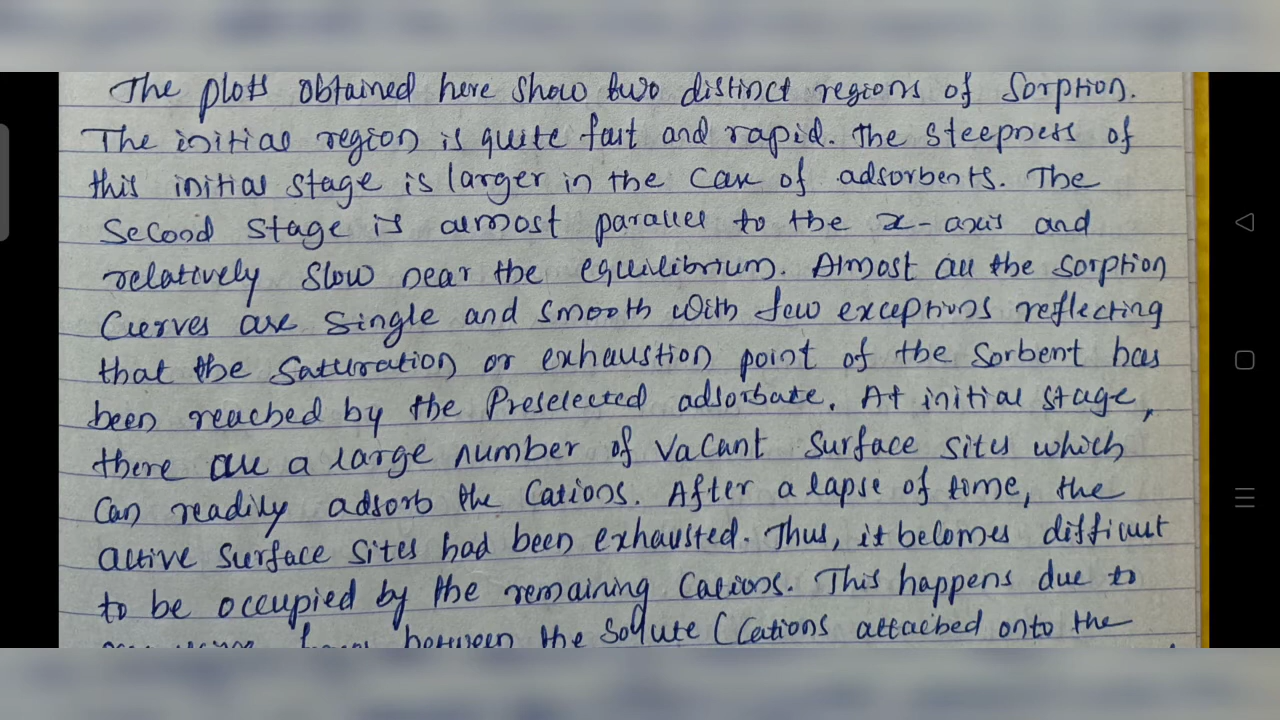 The plots obtained here show two distinct regions of Sorption.
The initial region is quite fast and rapid. The steepness of
this initial stage is larger in the case of adsorbents. The
Second stage is almost parallel to the x-axis and
relatively slow near the equilibrium. Almost all the sorption
Curves are single and smooth with few exceptions reflecting
that the saturation or exhaustion point of the Sorbent has
been reached by the Preselected adsorbate. At initial stage,
there are a large number of Vacant Surface sites which
Can readily adsorb the Cations. After a lapse of time, the
active surface sites had been exhausted. Thus, it becomes difficult
to be occupied by the remaining Cations. This happens due to
between the Solute (Cations attached onto the